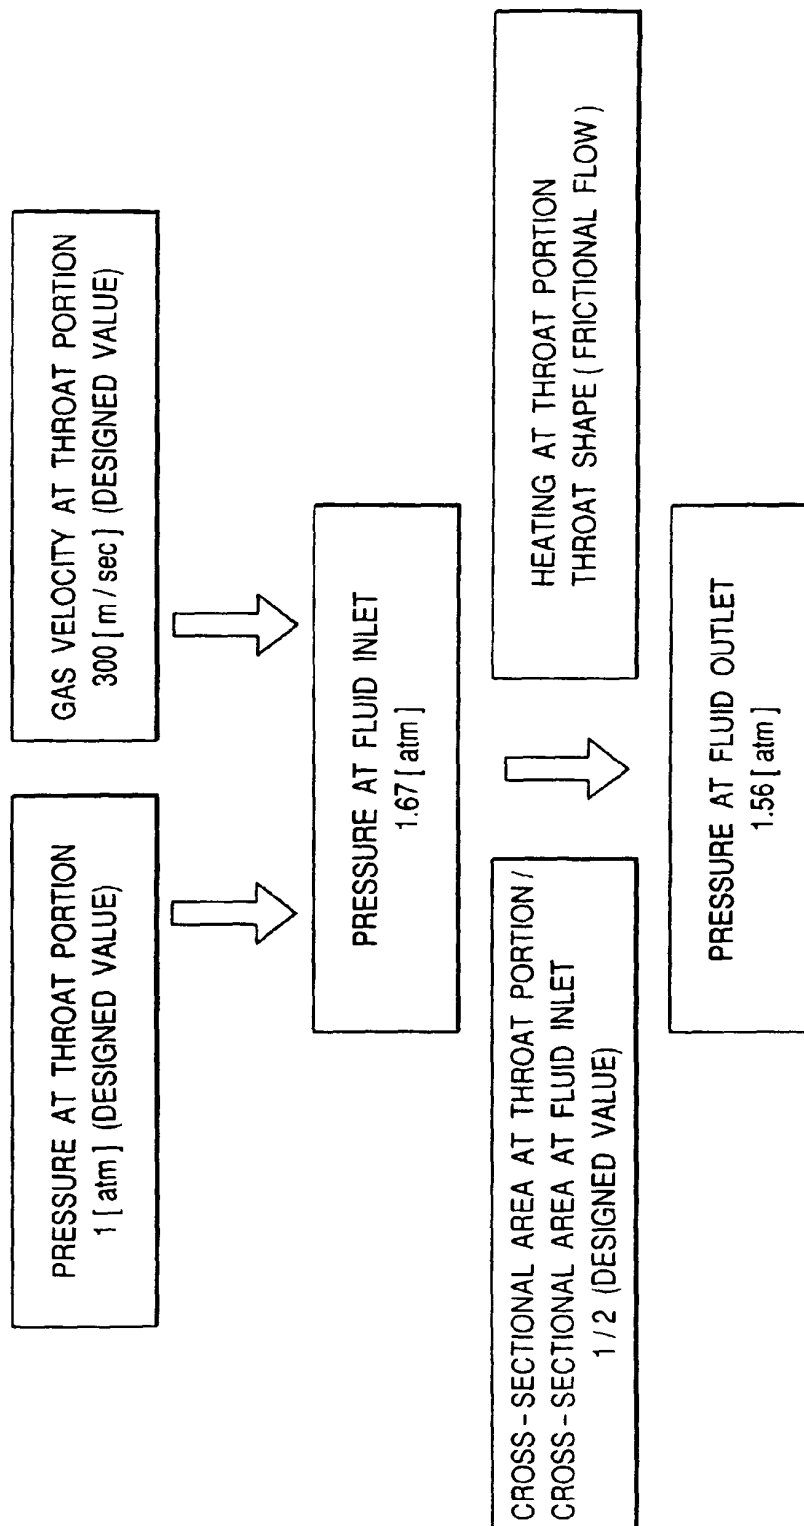 PRESSURE AT THROAT PORTION
1 [ atm ] (DESIGNED VALUE)
GAS VELOCITY AT THROAT PORTION
300 [ m / sec ] (DESIGNED VALUE)
PRESSURE AT FLUID INLET
1.67 [ atm ]
CROSS-SECTIONAL AREA AT THROAT PORTION /
CROSS-SECTIONAL AREA AT FLUID INLET
1 / 2 (DESIGNED VALUE)
HEATING AT THROAT PORTION
THROAT SHAPE ( FRICTIONAL FLOW )
PRESSURE AT FLUID OUTLET
1.56 [ atm ]